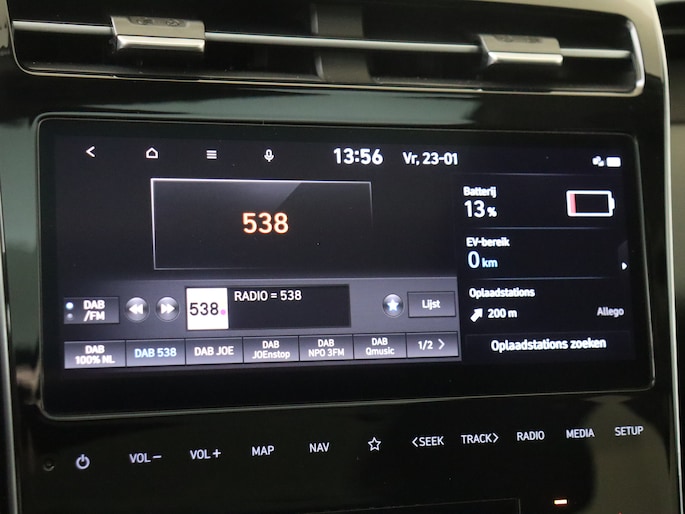 13:56 Vr, 23-01
538
DAB
/FM
538
RADIO = 538
Lijst
DAB
100% NL
DAB 538
DAB JOE
DAB
JOEnstop
DAB
NPO 3FM
DAB
Qmusic
1/2
Batterij
13%
EV-bereik
0 km
Oplaadstations
200 m Allego
Oplaadstations zoeken
VOL− VOL+ MAP NAV <SEEK TRACK> RADIO MEDIA SETUP